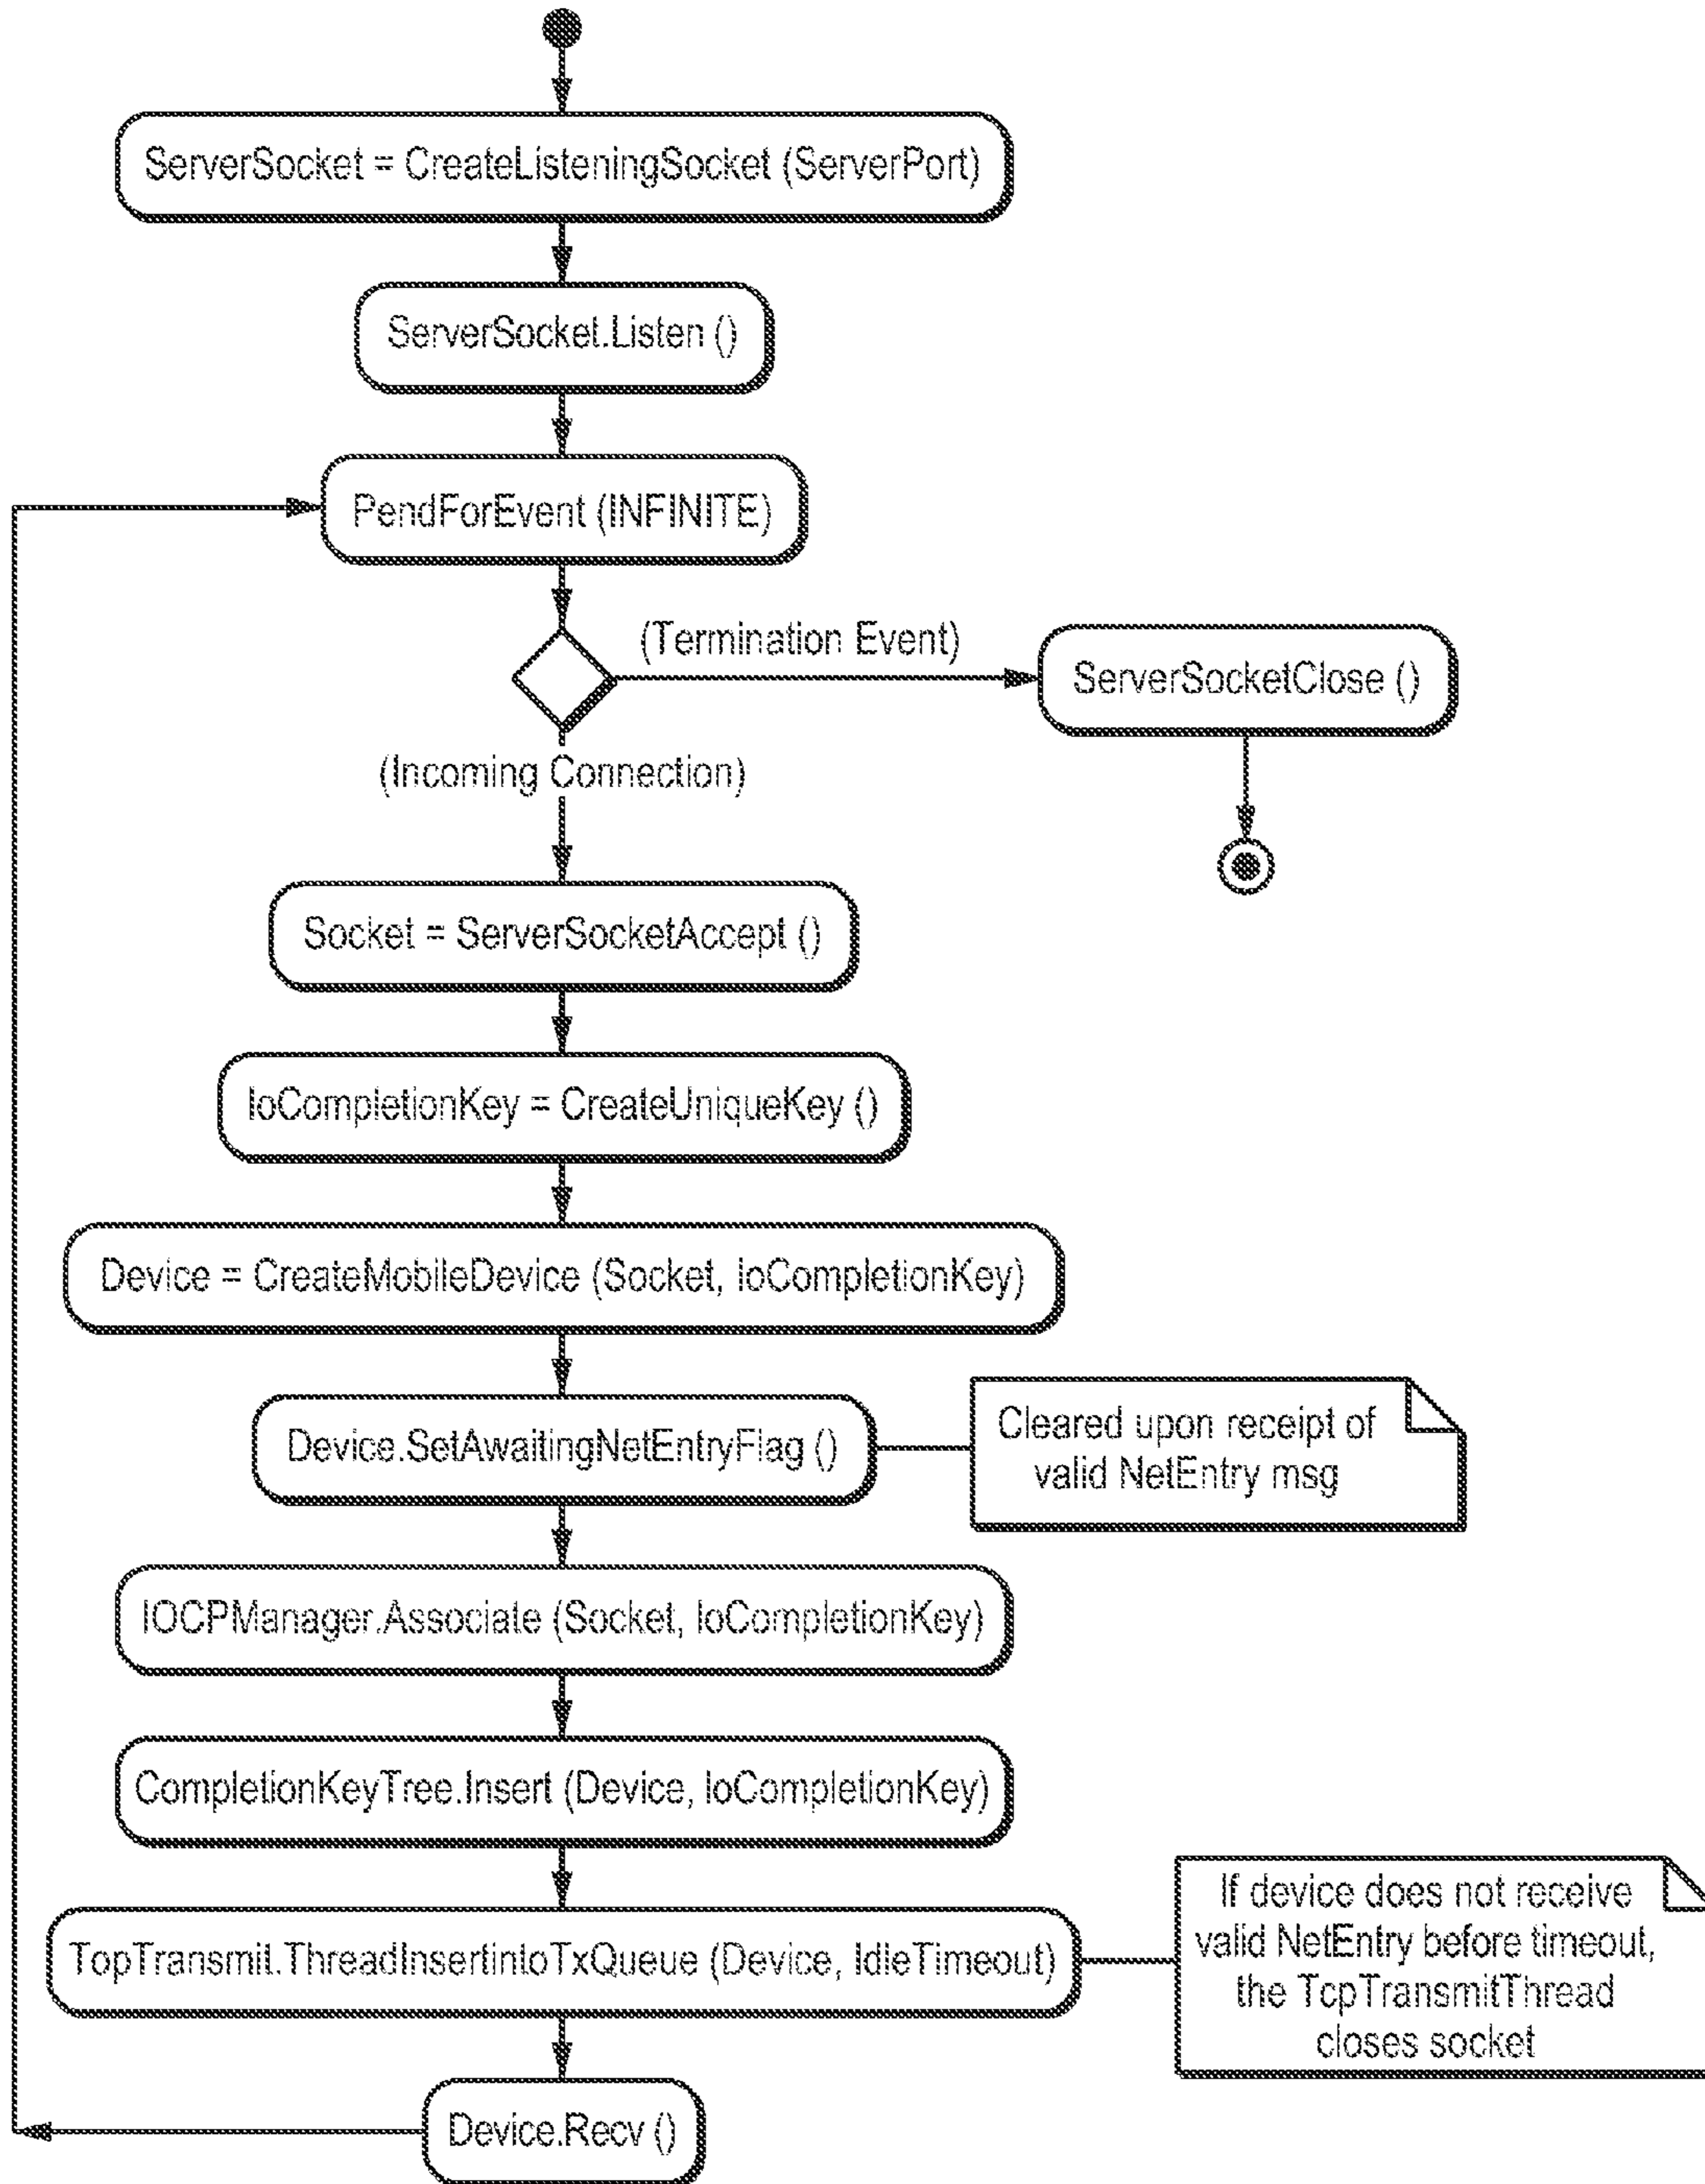 ServerSocket = CreateListeningSocket (ServerPort)
ServerSocket.Listen ()
PendForEvent (INFINITE)
(Termination Event)
ServerSocketClose ()
(Incoming Connection)
Socket = ServerSocketAccept ()
IoCompletionKey = CreateUniqueKey ()
Device = CreateMobileDevice (Socket, IoCompletionKey)
Device.SetAwaitingNetEntryFlag ()
Cleared upon receipt of
valid NetEntry msg
IOCPManager.Associate (Socket, IoCompletionKey)
CompletionKeyTree.Insert (Device, IoCompletionKey)
TopTransmit.ThreadInsertintoTxQueue (Device, IdleTimeout)
If device does not receive
valid NetEntry before timeout,
the TcpTransmitThread
closes socket
Device.Recv ()